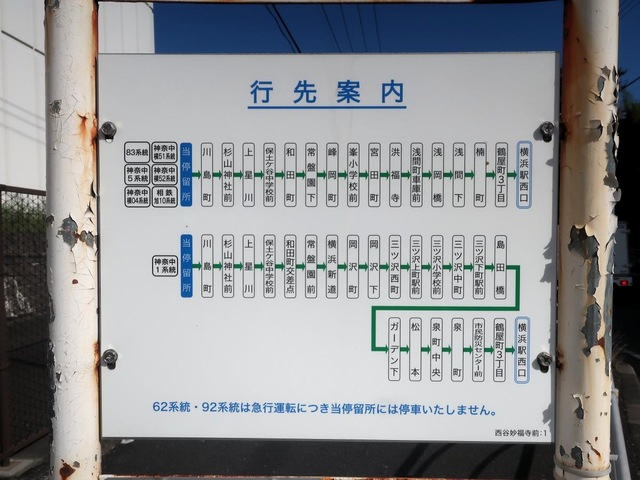 行先案内
83系統 神奈中横51系統
神奈中5系統 神奈中横52系統
神奈中横04系統 相鉄旭10系統
当停留所 川島町 杉山神社前 上星川 保土ケ谷中学校前 和田町 常盤園下 峰岡町 峯小学校前 宮田町 洪福寺 浅間町車庫前 浅岡橋 浅間下 楠町 鶴屋町3丁目 横浜駅西口
神奈中1系統 当停留所 川島町 杉山神社前 上星川 保土ケ谷中学校前 和田町交差点 常盤園前 横浜新道 岡沢町 岡沢下 三ツ沢西町 三ツ沢上町駅前 三ツ沢小学校前 三ツ沢中町 三ツ沢下町駅前 島田橋
ガーデン下 松本 泉町中央 泉町 市民防災センター前 鶴屋町3丁目 横浜駅西口
62系統・92系統は急行運転につき当停留所には停車いたしません。
西谷妙福寺前:1